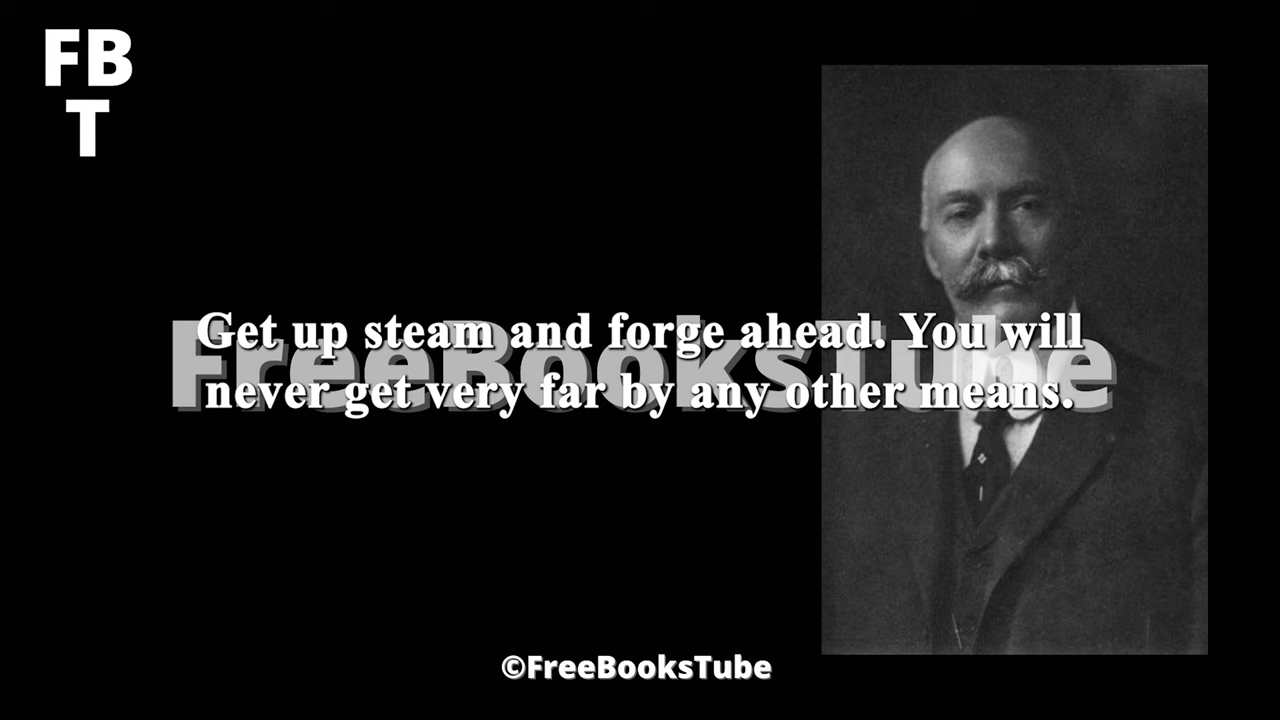 FB
T
Get up steam and forge ahead. You will
never get very far by any other means.
FreeBooksTube
©FreeBooksTube